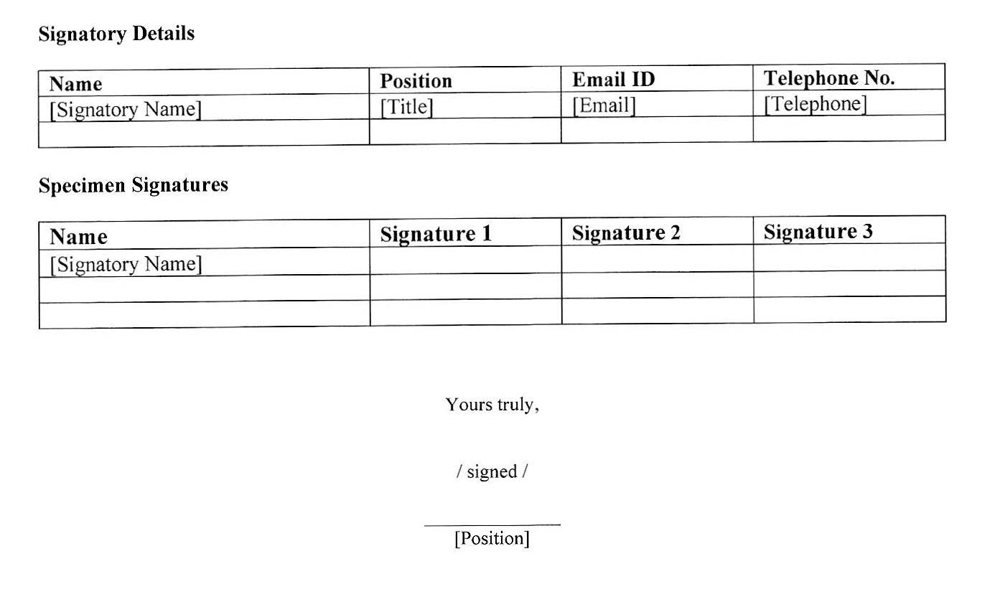 Signatory Details
Name Position Email ID Telephone No.
[Signatory Name] [Title] [Email] [Telephone]
Specimen Signatures
Name Signature 1 Signature 2 Signature 3
[Signatory Name]
Yours truly,
/ signed /
[Position]